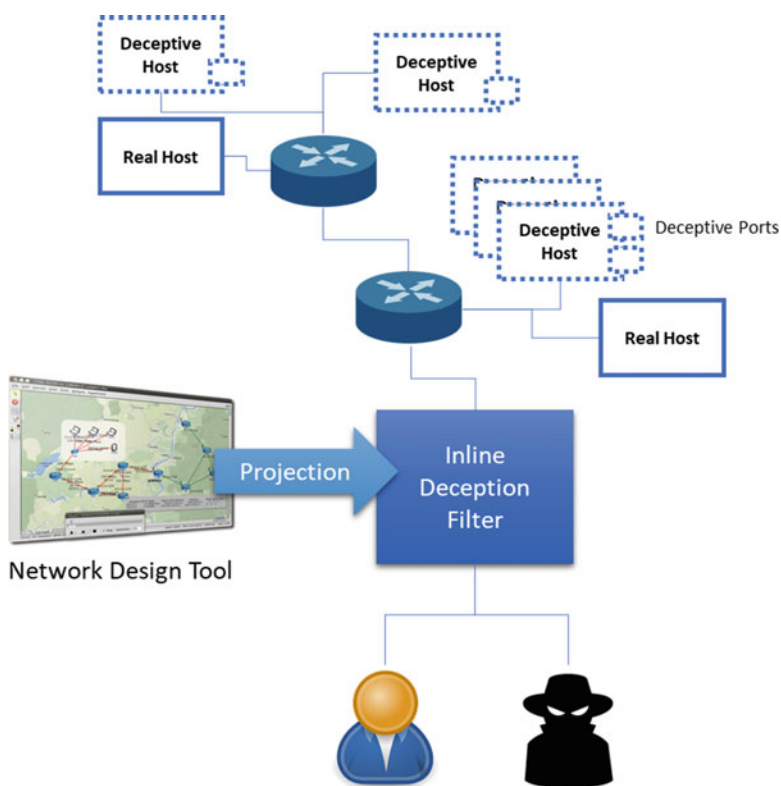 Deceptive
Host
Deceptive
Host
Real Host
Deceptive
Host
Deceptive Ports
Real Host
Projection
Inline
Deception
Filter
Network Design Tool